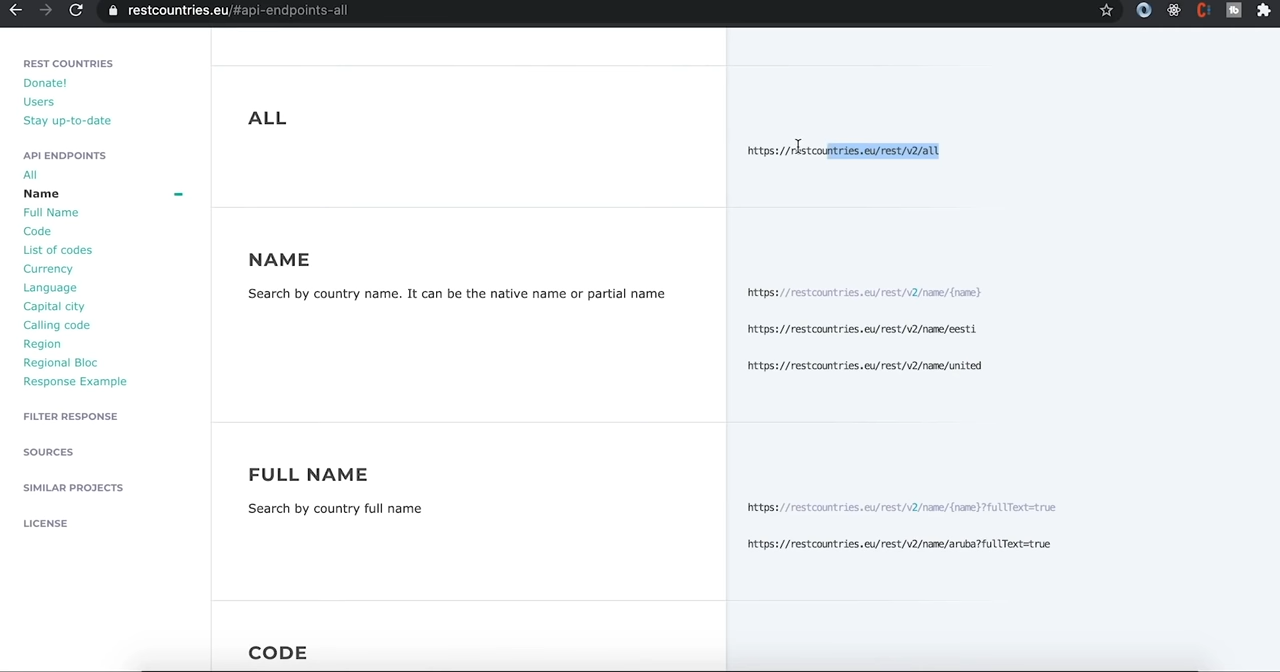 restcountries.eu/#api-endpoints-all
REST COUNTRIES
Donate!
Users
Stay up-to-date
API ENDPOINTS
All
Name
Full Name
Code
List of codes
Currency
Language
Capital city
Calling code
Region
Regional Bloc
Response Example
FILTER RESPONSE
SOURCES
SIMILAR PROJECTS
LICENSE
ALL
https://restcountries.eu/rest/v2/all
NAME
Search by country name. It can be the native name or partial name
https://restcountries.eu/rest/v2/name/{name}
https://restcountries.eu/rest/v2/name/eesti
https://restcountries.eu/rest/v2/name/united
FULL NAME
Search by country full name
https://restcountries.eu/rest/v2/name/{name}?fullText=true
https://restcountries.eu/rest/v2/name/aruba?fullText=true
CODE